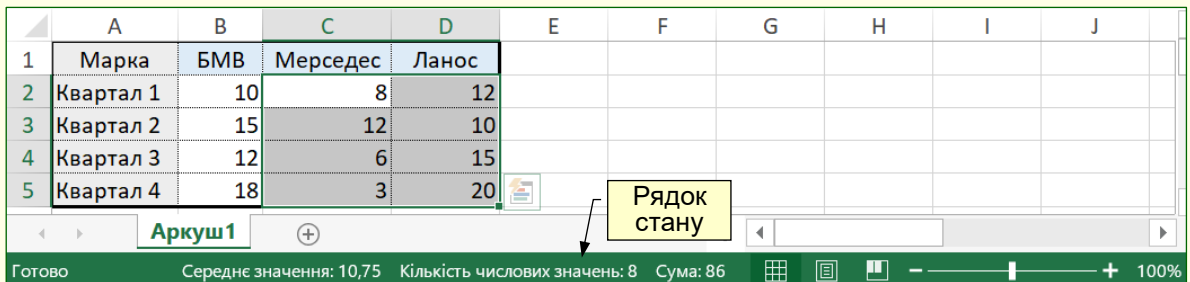 A B C D E F G H I J
1 Марка БМВ Мерседес Ланос
2 Квартал 1 10 8 12
3 Квартал 2 15 12 10
4 Квартал 3 12 6 15
5 Квартал 4 18 3 20
Рядок
стану
Аркуш1
Готово Середнє значення: 10,75 Кількість числових значень: 8 Сума: 86 100%